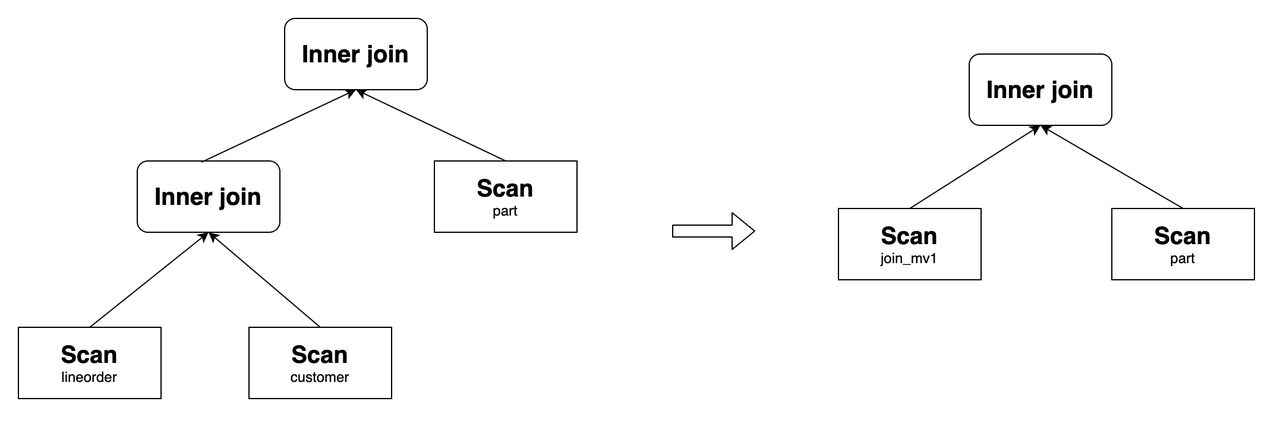 Inner join
Inner join
Scan
part
Scan
lineorder
Scan
customer
Inner join
Scan
join_mv1
Scan
part